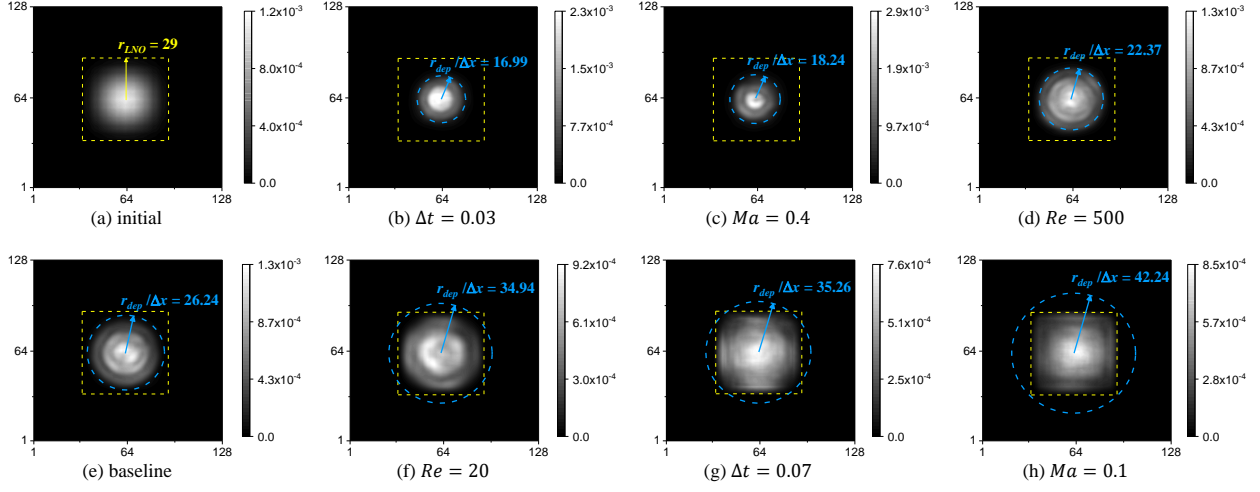 128
64
1
1
64
128
r_LNO = 29
1.2x10⁻³
8.0x10⁻⁴
4.0x10⁻⁴
0.0
(a) initial
128
64
1
1
64
128
r_dep/Δx = 16.99
2.3x10⁻³
1.5x10⁻³
7.7x10⁻⁴
0.0
(b) Δt = 0.03
128
64
1
1
64
128
r_dep/Δx = 18.24
2.9x10⁻³
1.9x10⁻³
9.7x10⁻⁴
0.0
(c) Ma = 0.4
128
64
1
1
64
128
r_dep/Δx = 22.37
1.3x10⁻³
8.7x10⁻⁴
4.3x10⁻⁴
0.0
(d) Re = 500
128
64
1
1
64
128
r_dep/Δx = 26.24
1.3x10⁻³
8.7x10⁻⁴
4.3x10⁻⁴
0.0
(e) baseline
128
64
1
1
64
128
r_dep/Δx = 34.94
9.2x10⁻⁴
6.1x10⁻⁴
3.0x10⁻⁴
0.0
(f) Re = 20
128
64
1
1
64
128
r_dep/Δx = 35.26
7.6x10⁻⁴
5.1x10⁻⁴
2.5x10⁻⁴
0.0
(g) Δt = 0.07
128
64
1
1
64
128
r_dep/Δx = 42.24
8.5x10⁻⁴
5.7x10⁻⁴
2.8x10⁻⁴
0.0
(h) Ma = 0.1